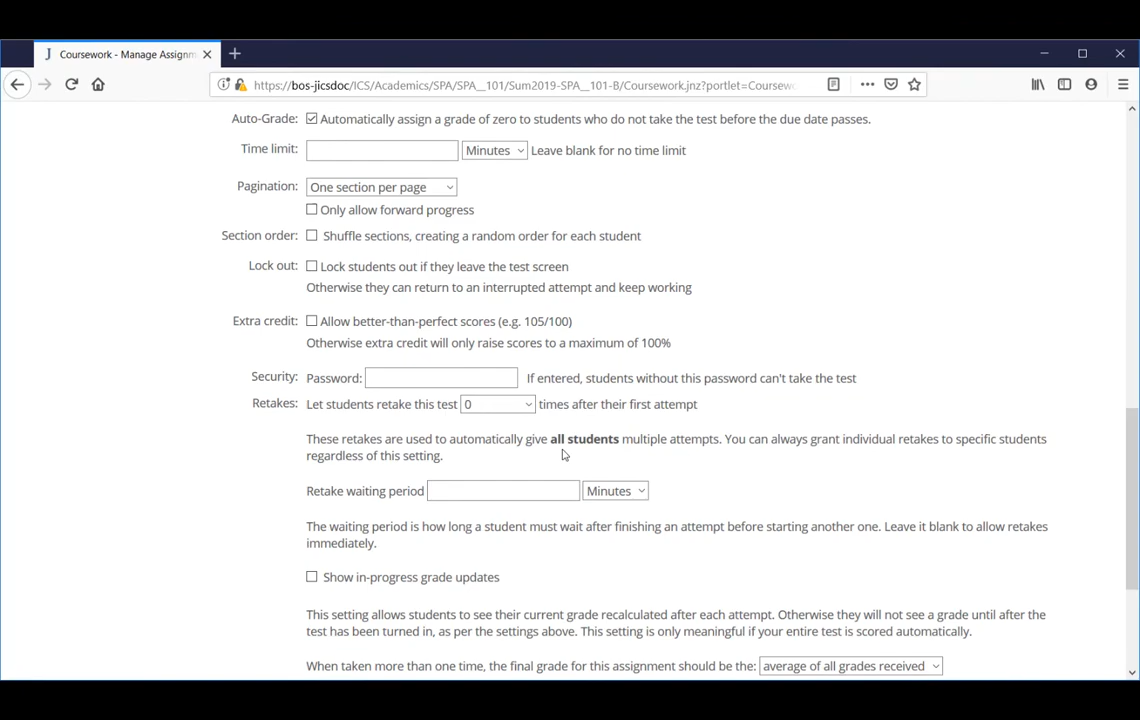 J Coursework - Manage Assignm
https://bos-jicsdoc/ICS/Academics/SPA/SPA__101/Sum2019-SPA__101-B/Coursework.jnz?portlet=Coursew
Auto-Grade: Automatically assign a grade of zero to students who do not take the test before the due date passes.
Time limit: Minutes Leave blank for no time limit
Pagination: One section per page
Only allow forward progress
Section order: Shuffle sections, creating a random order for each student
Lock out: Lock students out if they leave the test screen
Otherwise they can return to an interrupted attempt and keep working
Extra credit: Allow better-than-perfect scores (e.g. 105/100)
Otherwise extra credit will only raise scores to a maximum of 100%
Security: Password: If entered, students without this password can't take the test
Retakes: Let students retake this test 0 times after their first attempt
These retakes are used to automatically give all students multiple attempts. You can always grant individual retakes to specific students
regardless of this setting.
Retake waiting period Minutes
The waiting period is how long a student must wait after finishing an attempt before starting another one. Leave it blank to allow retakes
immediately.
Show in-progress grade updates
This setting allows students to see their current grade recalculated after each attempt. Otherwise they will not see a grade until after the
test has been turned in, as per the settings above. This setting is only meaningful if your entire test is scored automatically.
When taken more than one time, the final grade for this assignment should be the: average of all grades received